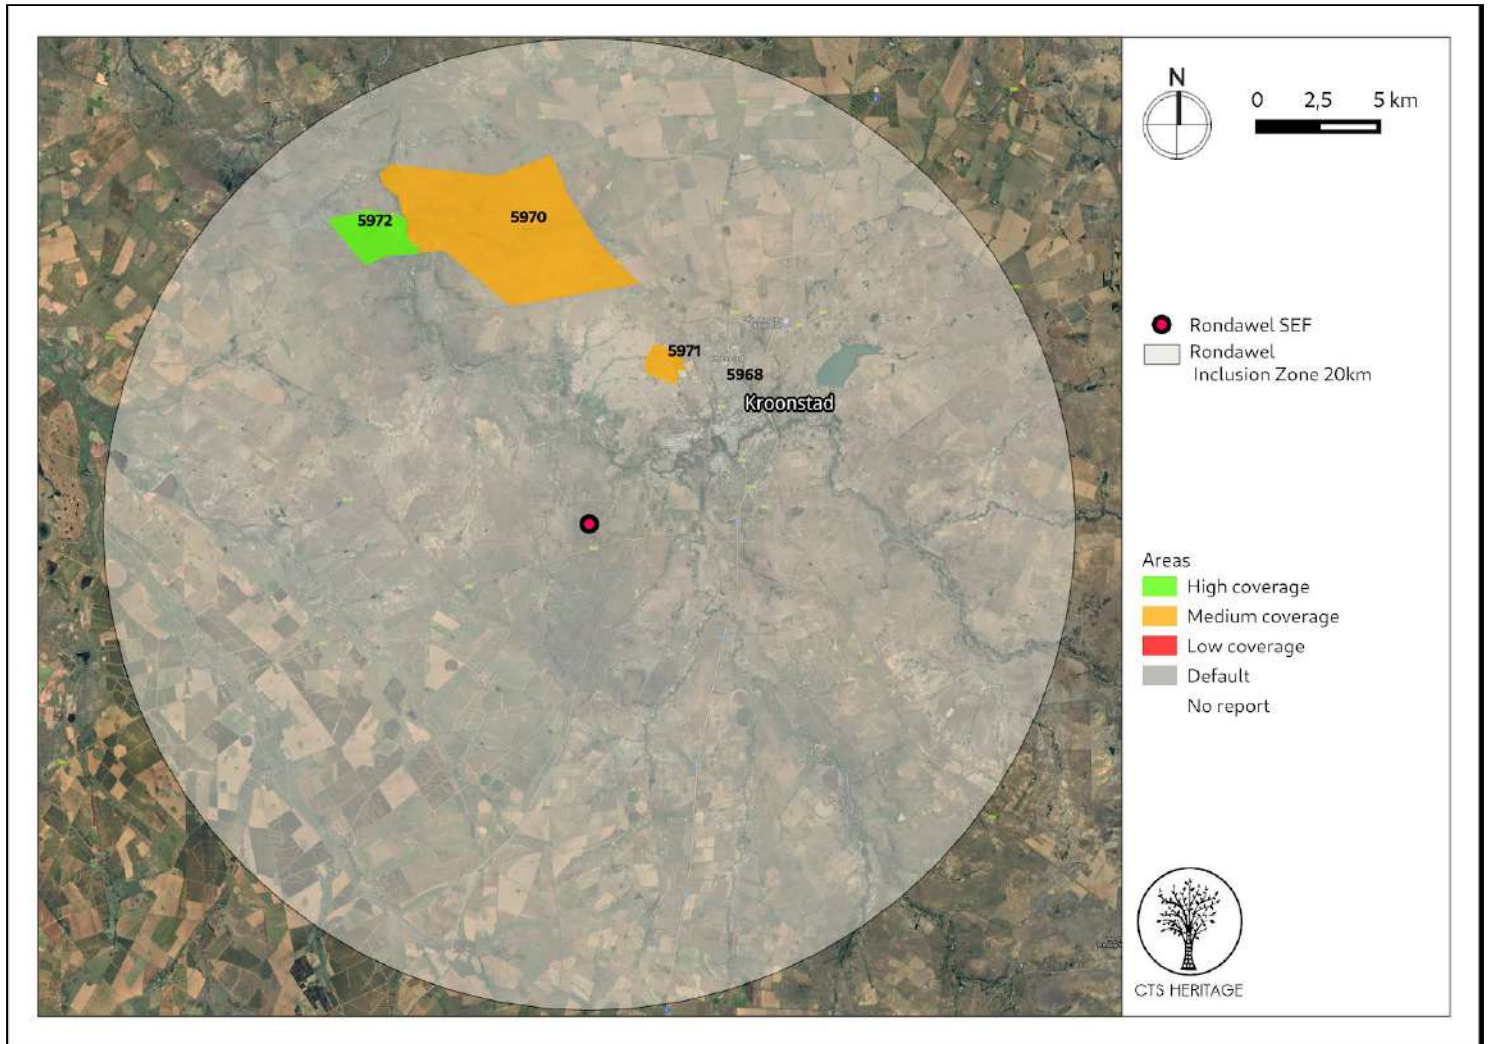 N
0 2,5 5 km
5972
5970
5971
5968
Kroonstad
Rondawel SEF
Rondawel
Inclusion Zone 20km
Areas
High coverage
Medium coverage
Low coverage
Default
No report
CTS HERITAGE